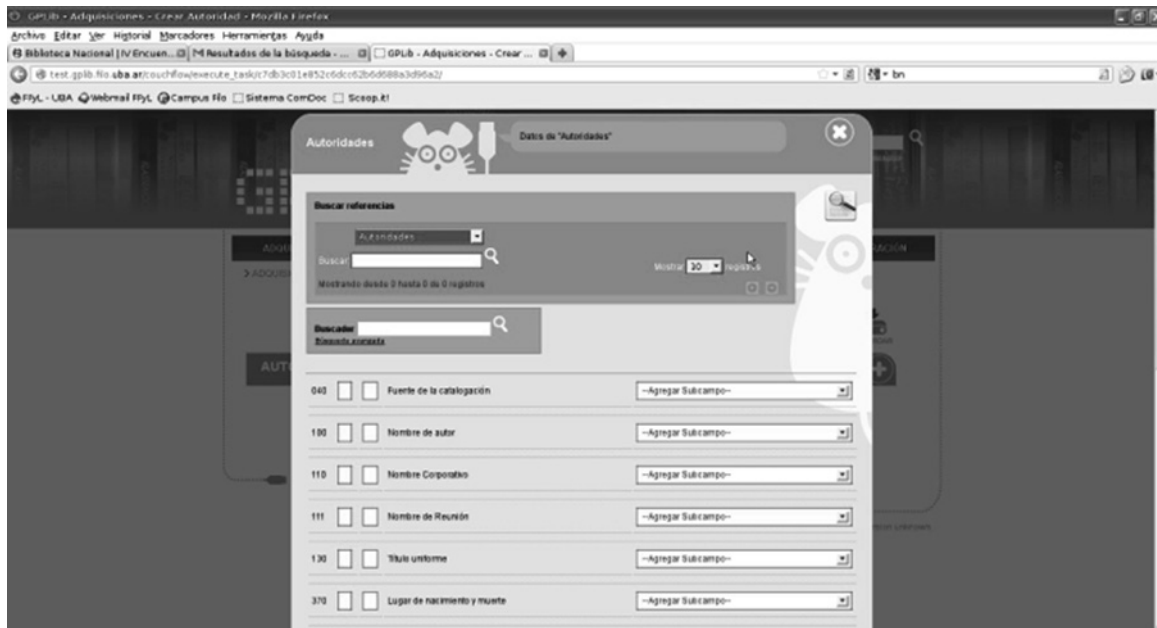 GPLib - Adquisiciones - Crear Autoridad - Mozilla Firefox
Archivo Editar Ver Historial Marcadores Herramientas Ayuda
Biblioteca Nacional | IV Encuen... Resultados de la búsqueda - ... GPLib - Adquisiciones - Crear ...
test.gplib.filo.uba.ar/couchflow/execute_task/c7db3c01e852c6dcc62b6d688a3d96a2/ bn
FFyL - UBA Webmail FFyL Campus Filo Sistema ComDoc Scoop.it!
Autoridades
Datos de "Autoridades"
Buscar referencias
Autoridades
Buscar
Mostrar 10 registros
Mostrando desde 0 hasta 0 de 0 registros
Buscador
Búsqueda avanzada
040 Fuente de la catalogación --Agregar Subcampo--
100 Nombre de autor --Agregar Subcampo--
110 Nombre Corporativo --Agregar Subcampo--
111 Nombre de Reunión --Agregar Subcampo--
130 Título uniforme --Agregar Subcampo--
370 Lugar de nacimiento y muerte --Agregar Subcampo--